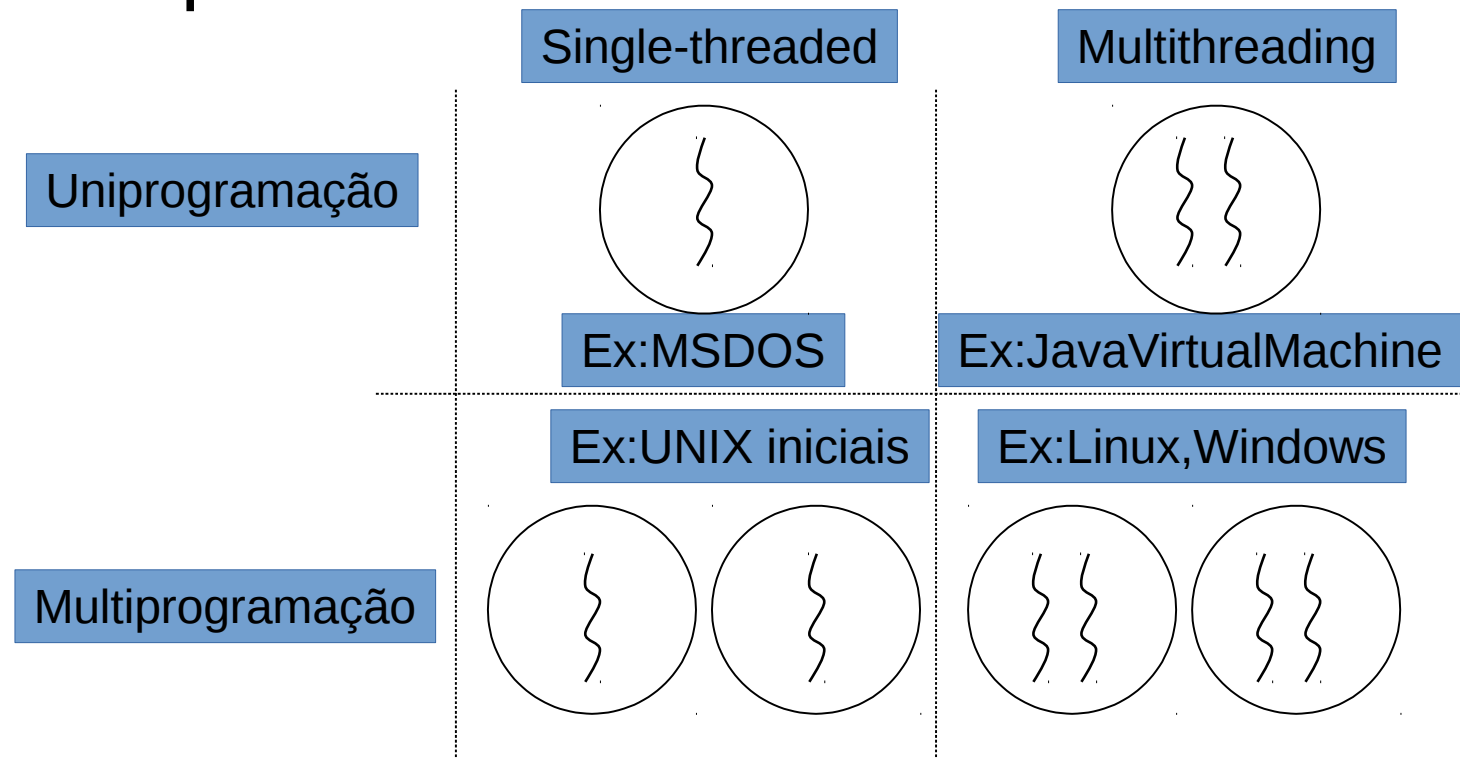 Single-threaded
Multithreading
Uniprogramação
Ex:MSDOS
Ex:JavaVirtualMachine
Ex:UNIX iniciais
Ex:Linux,Windows
Multiprogramação